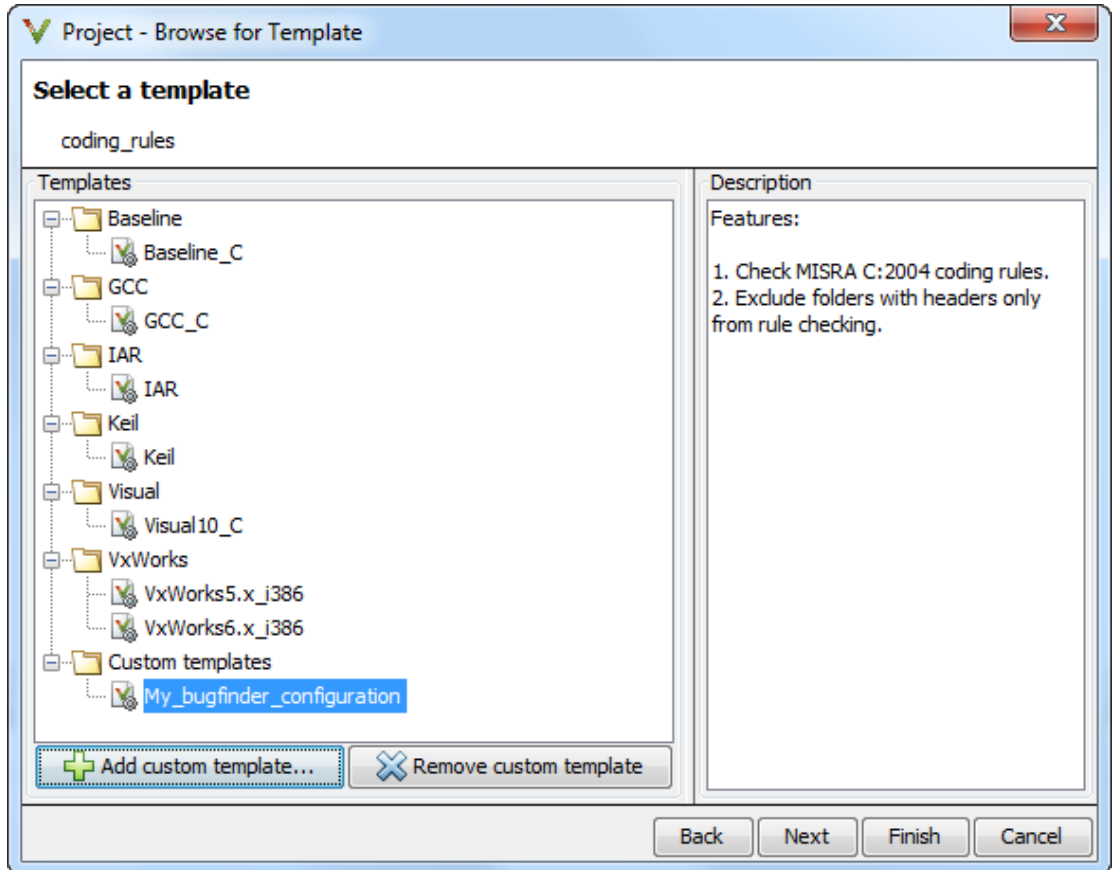 Project - Browse for Template
Select a template
coding_rules
Templates
Baseline
Baseline_C
GCC
GCC_C
IAR
IAR
Keil
Keil
Visual
Visual10_C
VxWorks
VxWorks5.x_i386
VxWorks6.x_i386
Custom templates
My_bugfinder_configuration
Add custom template...
Remove custom template
Description
Features:
1. Check MISRA C:2004 coding rules.
2. Exclude folders with headers only
from rule checking.
Back
Next
Finish
Cancel